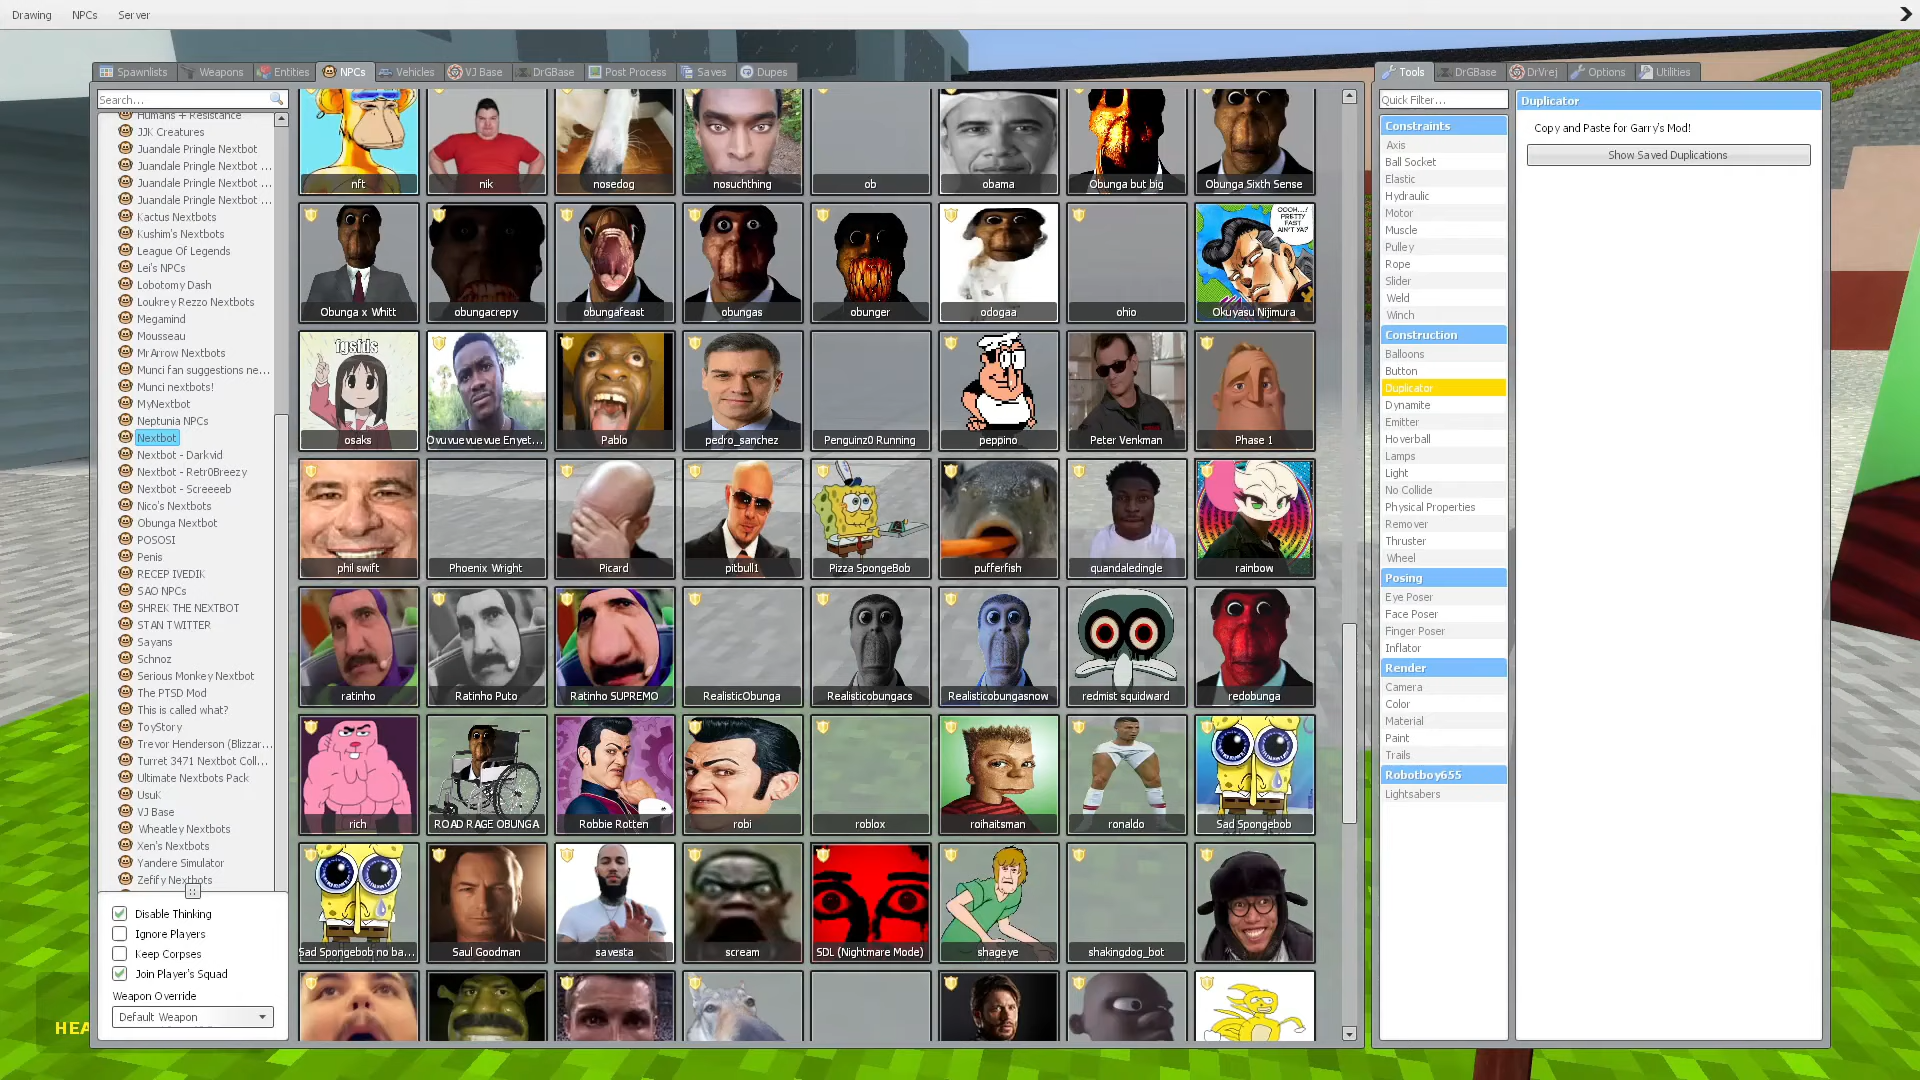 Drawing NPCs Server
Spawnlists Weapons Entities NPCs Vehicles VJ Base DrGBase Post Process Saves Dupes
Search...
Humans + Resistance
JJK Creatures
Juandale Pringle Nextbot
Juandale Pringle Nextbot ...
Juandale Pringle Nextbot ...
Juandale Pringle Nextbot ...
Kactus Nextbots
Kushim's Nextbots
League Of Legends
Lei's NPCs
Lobotomy Dash
Loukrey Rezzo Nextbots
Megamind
Mousseau
MrArrow Nextbots
Munci fan suggestions ne...
Munci nextbots!
MyNextbot
Neptunia NPCs
Nextbot
Nextbot - Darkvid
Nextbot - Retr0Breezy
Nextbot - Screeeeb
Nico's Nextbots
Obunga Nextbot
POSOSI
Penis
RECEP IVEDIK
SAO NPCs
SHREK THE NEXTBOT
STAN TWITTER
Sayans
Schnoz
Serious Monkey Nextbot
The PTSD Mod
This is called what?
ToyStory
Trevor Henderson (Blizzar...
Turret 3471 Nextbot Coll...
Ultimate Nextbots Pack
UsuK
VJ Base
Wheatley Nextbots
Xen's Nextbots
Yandere Simulator
Zefify Nextbots
Disable Thinking
Ignore Players
Keep Corpses
Join Player's Squad
Weapon Override
Default Weapon
HEA
nft nik nosedog nosuchthing ob obama Obunga but big Obunga Sixth Sense
OOOH...! PRETTY FAST AIN'T YA?
Obunga x Whitt obungacrepy obungafeast obungas obunger odogaa ohio Okuyasu Nijimura
fgsfds
osaks Ovuvuevuevue Enyet... Pablo pedro_sanchez Penguinz0 Running peppino Peter Venkman Phase 1
phil swift Phoenix Wright Picard pitbull1 Pizza SpongeBob pufferfish quandaledingle rainbow
ratinho Ratinho Puto Ratinho SUPREMO RealisticObunga Realisticobungacs Realisticobungasnow redmist squidward redobunga
rich ROAD RAGE OBUNGA Robbie Rotten robi roblox roihaitsman ronaldo Sad Spongebob
Sad Spongebob no ba... Saul Goodman savesta scream SDL (Nightmare Mode) shageye shakingdog_bot
Tools DrGBase DrVrej Options Utilities
Quick Filter...
Constraints
Axis
Ball Socket
Elastic
Hydraulic
Motor
Muscle
Pulley
Rope
Slider
Weld
Winch
Construction
Balloons
Button
Duplicator
Dynamite
Emitter
Hoverball
Lamps
Light
No Collide
Physical Properties
Remover
Thruster
Wheel
Posing
Eye Poser
Face Poser
Finger Poser
Inflator
Render
Camera
Color
Material
Paint
Trails
Robotboy655
Lightsabers
Duplicator
Copy and Paste for Garry's Mod!
Show Saved Duplications